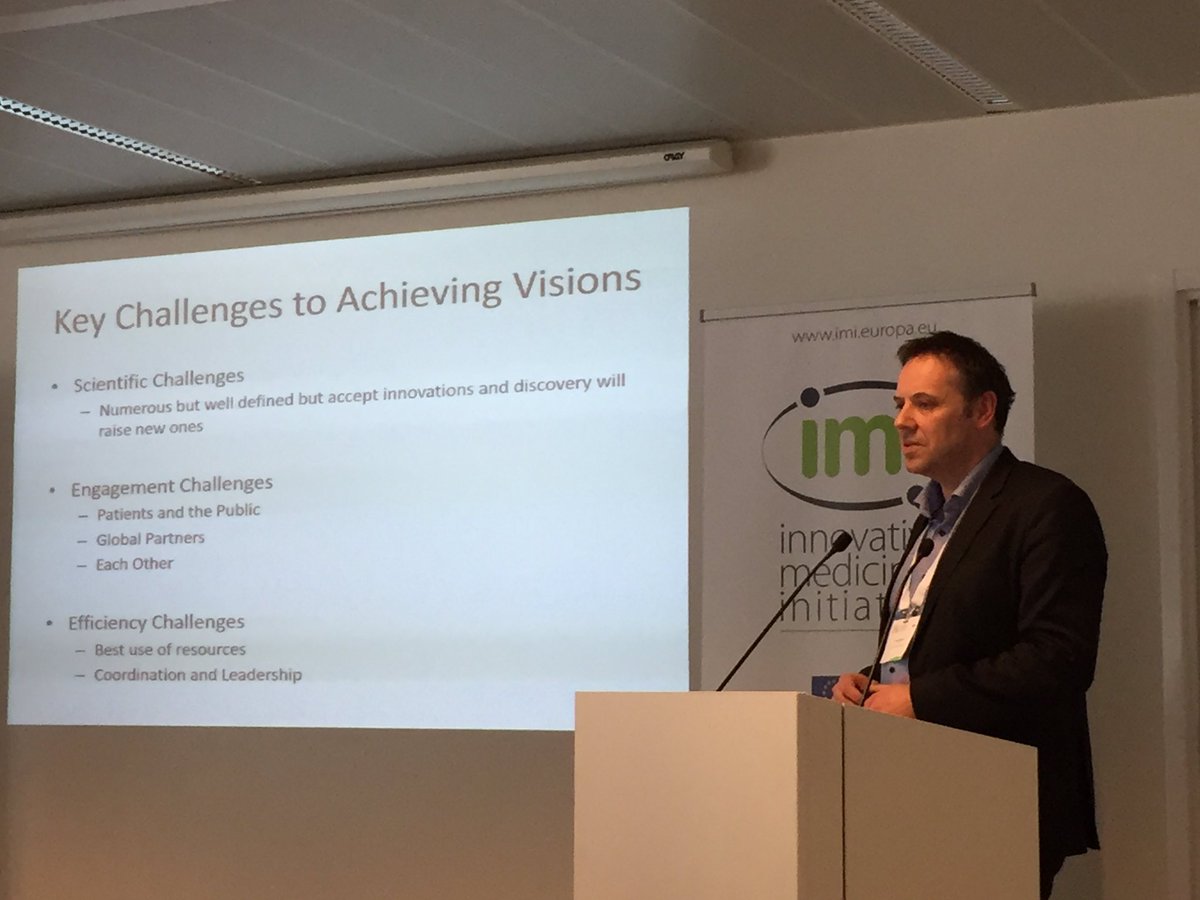 Key Challenges to Achieving Visions
• Scientific Challenges
– Numerous but well defined but accept innovations and discovery will
raise new ones
• Engagement Challenges
– Patients and the Public
– Global Partners
– Each Other
• Efficiency Challenges
– Best use of resources
– Coordination and Leadership
www.imi.europa.eu
im
innovati
medici
initiat